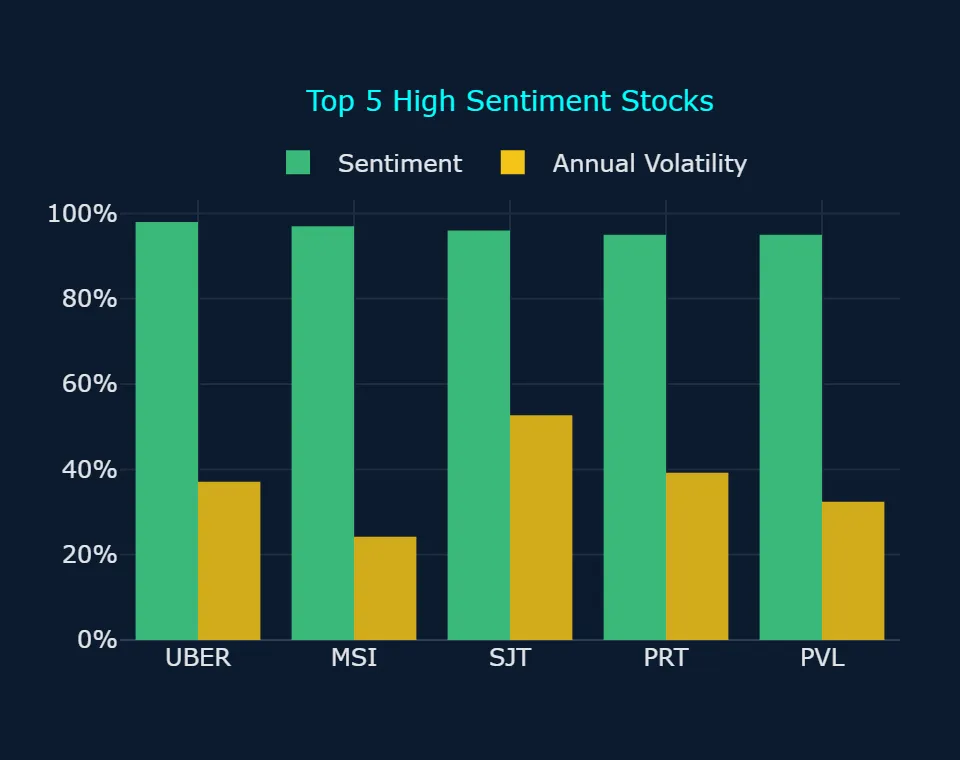 Top 5 High Sentiment Stocks
Sentiment Annual Volatility
100%
80%
60%
40%
20%
0%
UBER MSI SJT PRT PVL